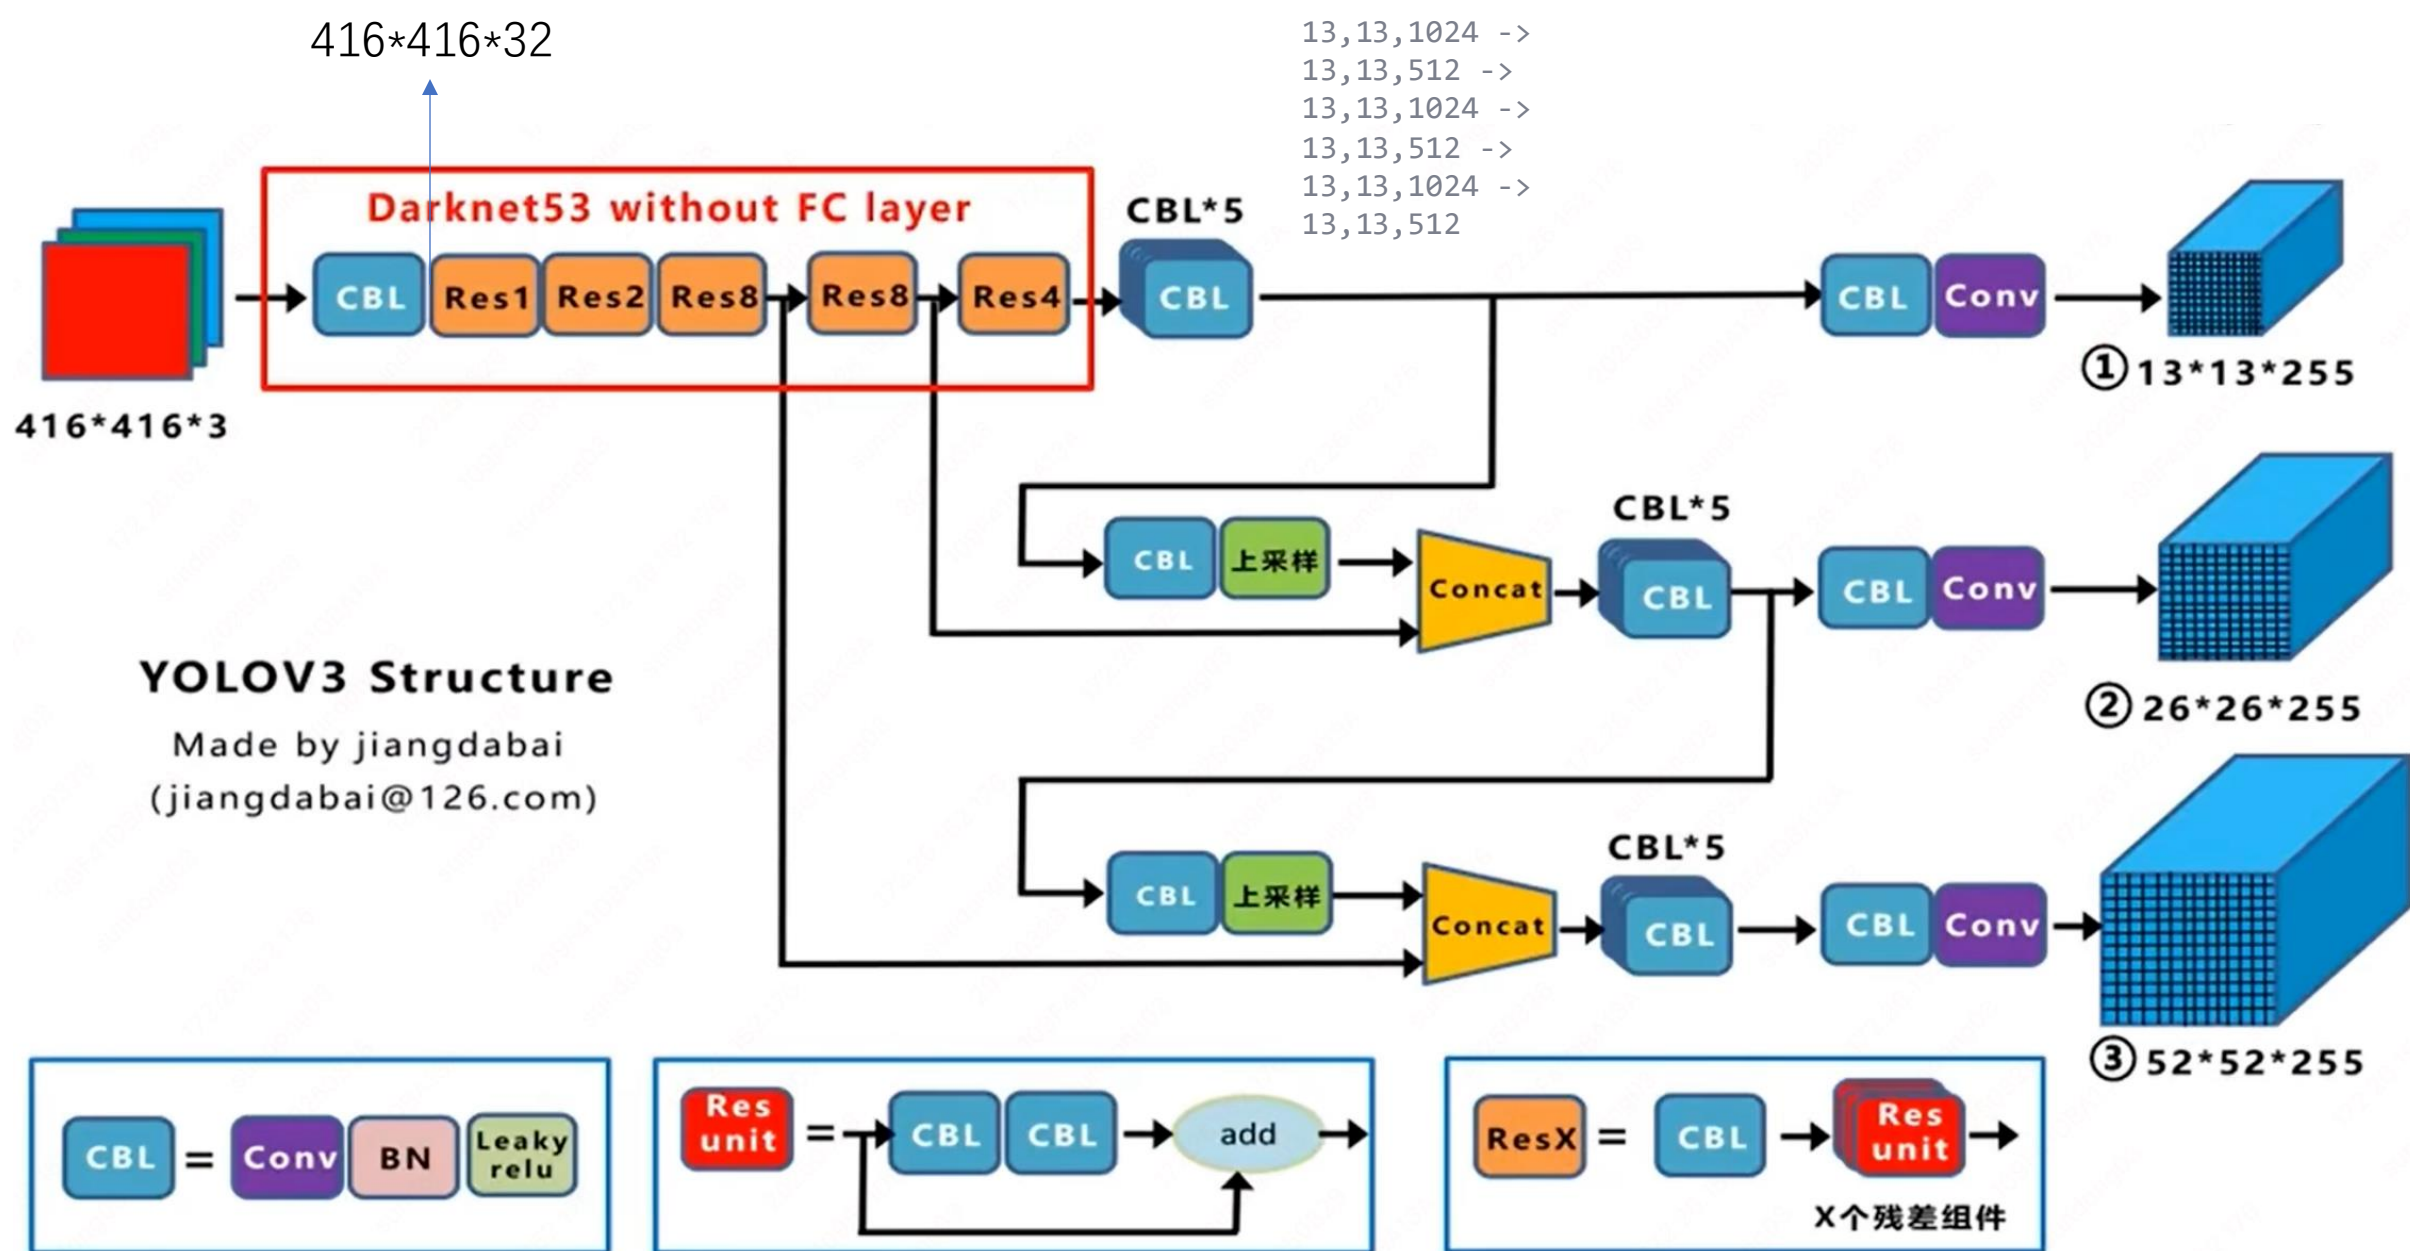 416*416*32
13,13,1024 ->
13,13,512 ->
13,13,1024 ->
13,13,512 ->
13,13,1024 ->
13,13,512
Darknet53 without FC layer
CBL*5
CBL
Res1
Res2
Res8
Res8
Res4
CBL
CBL
Conv
416*416*3
①13*13*255
CBL*5
CBL
上采样
Concat
CBL
CBL
Conv
②26*26*255
YOLOV3 Structure
Made by jiangdabai
(jiangdabai@126.com)
CBL*5
CBL
上采样
Concat
CBL
CBL
Conv
③52*52*255
CBL
=
Conv
BN
Leaky
relu
Res
unit
=
CBL
CBL
add
ResX
=
CBL
Res
unit
X个残差组件